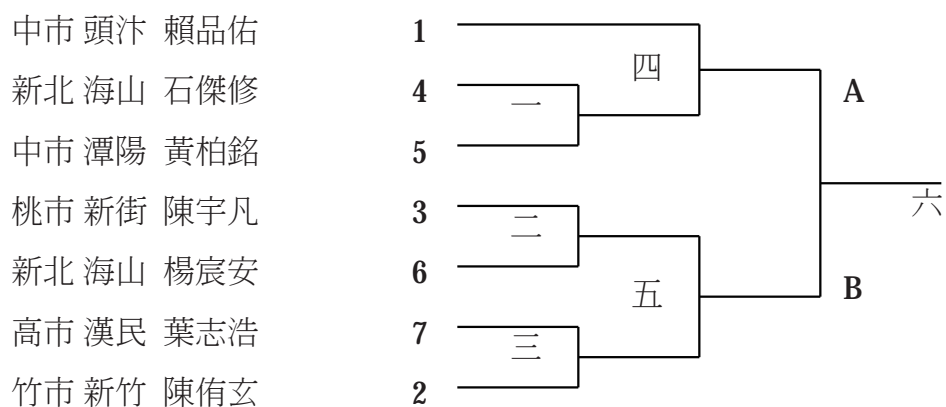 中市 頭汴 賴品佑 1
四
新北 海山 石傑修 4 A
一
中市 潭陽 黃柏銘 5
桃市 新街 陳宇凡 3 六
二
新北 海山 楊宸安 6 五 B
高市 漢民 葉志浩 7
三
竹市 新竹 陳侑玄 2